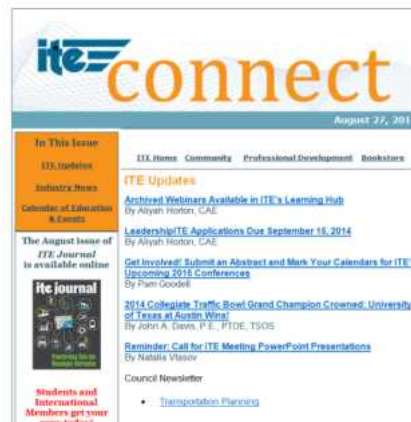 ite connect
August 27, 201
In This Issue
ITE Updates
Industry News
Calendar of Education
& Events
The August issue of
ITE Journal
is available online
ite journal
Students and
International
Members get your
ITE Home Community Professional Development Bookstore
ITE Updates
Archived Webinars Available in ITE's Learning Hub
By Aliyah Horton, CAE
LeadershipITE Applications Due September 15, 2014
By Aliyah Horton, CAE
Get Involved! Submit an Abstract and Mark Your Calendars for ITE'
Upcoming 2015 Conferences
By Pam Goodell
2014 Collegiate Traffic Bowl Grand Champion Crowned: University
of Texas at Austin Wins!
By John A. Davis, P.E., PTOE, TSOS
Reminder: Call for ITE Meeting PowerPoint Presentations
By Natalia Vlasov
Council Newsletter
• Transportation Planning